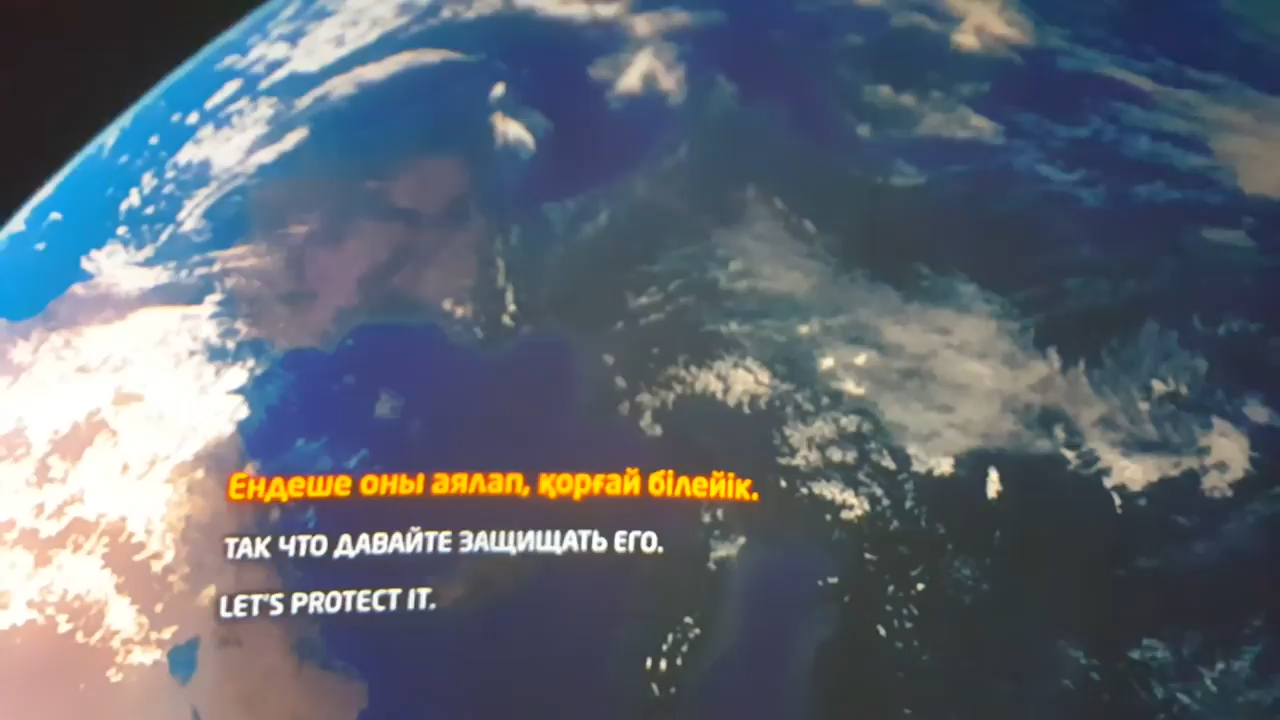 Ендеше оны аялап, қорғай білейік.
ТАК ЧТО ДАВАЙТЕ ЗАЩИЩАТЬ ЕГО.
LET'S PROTECT IT.